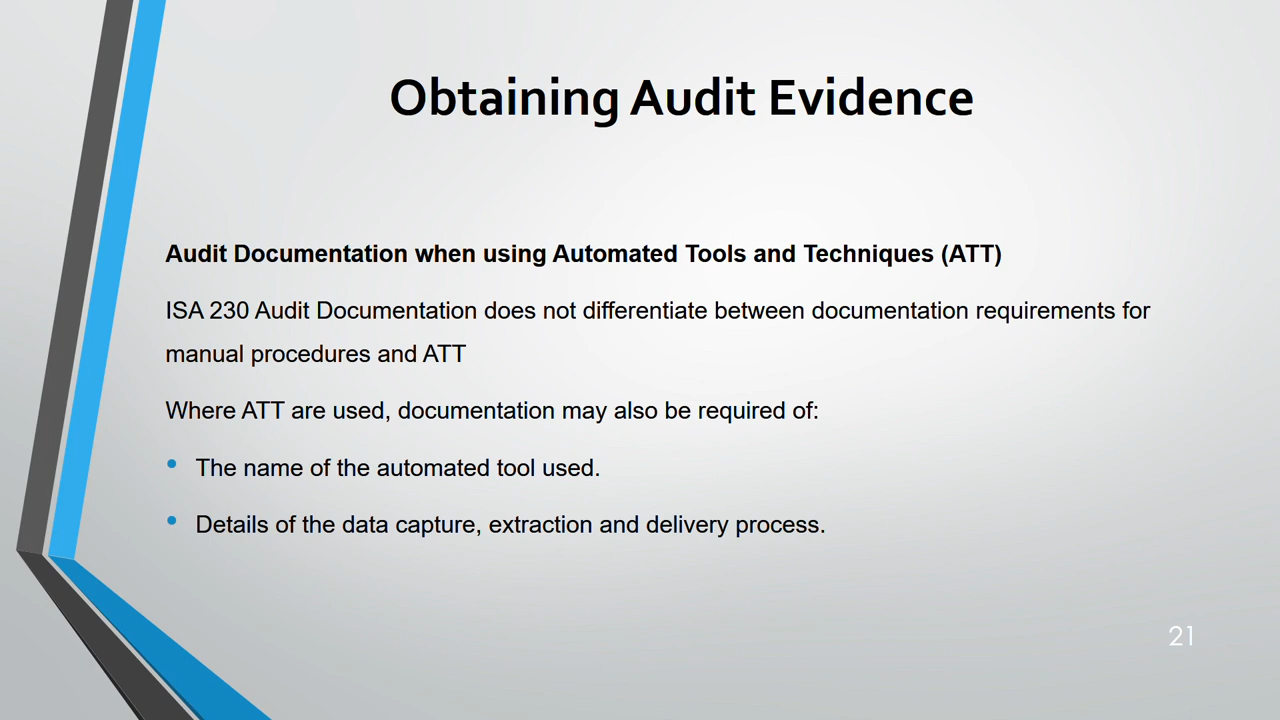 Obtaining Audit Evidence
Audit Documentation when using Automated Tools and Techniques (ATT)
ISA 230 Audit Documentation does not differentiate between documentation requirements for
manual procedures and ATT
Where ATT are used, documentation may also be required of:
• The name of the automated tool used.
• Details of the data capture, extraction and delivery process.
21